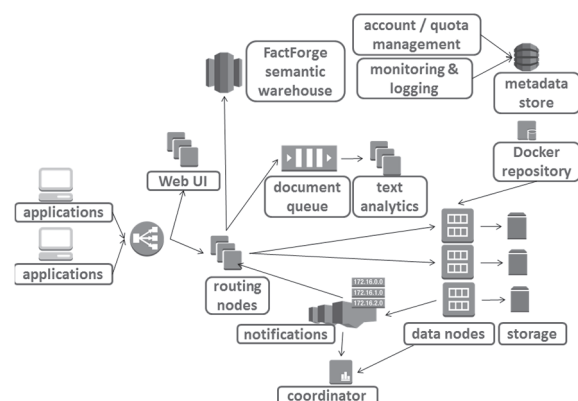 account / quota
management
FactForge
semantic
warehouse
monitoring &
logging
metadata
store
Docker
repository
Web UI
document
queue
text
analytics
applications
applications
routing
nodes
172.16.0.0
172.16.1.0
172.16.2.0
notifications
data nodes
storage
coordinator